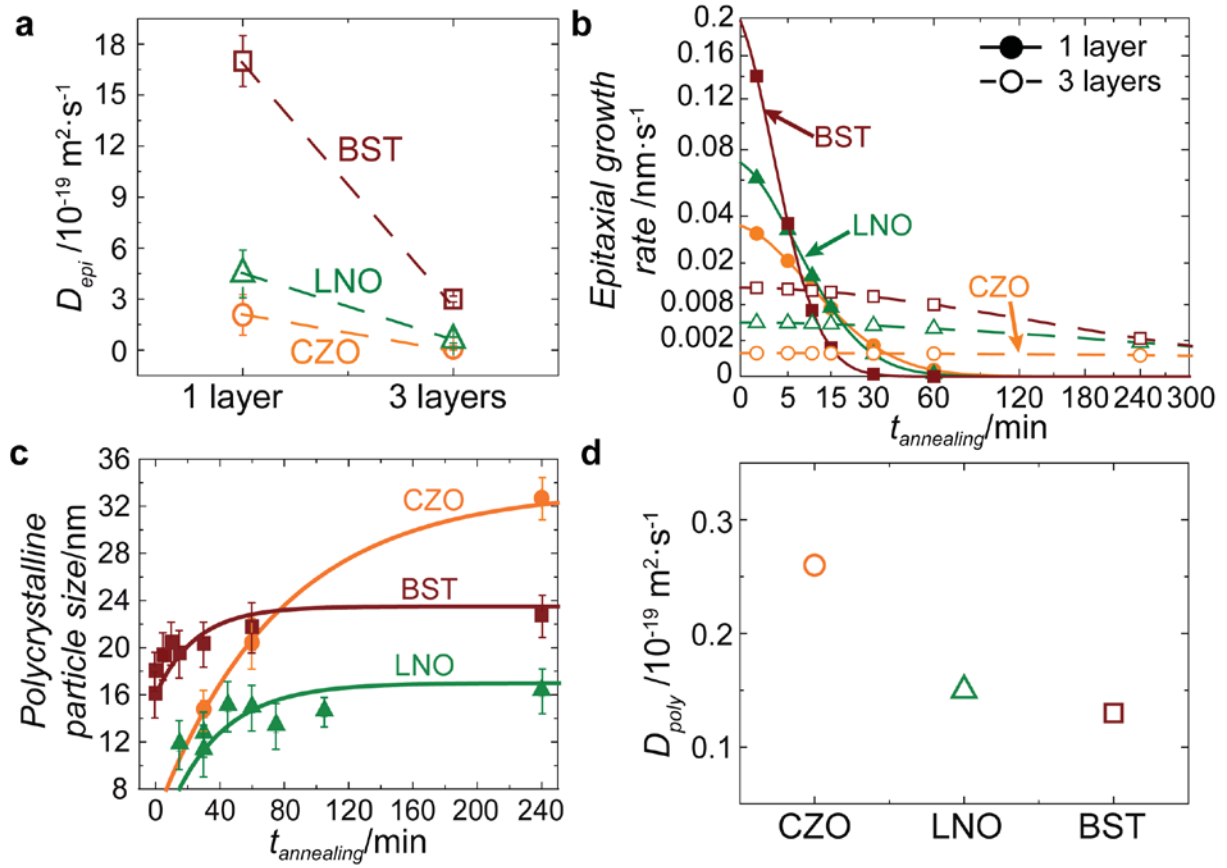 a
D_epi /10⁻¹⁹ m²·s⁻¹
18
15
12
9
6
3
0
BST
LNO
CZO
1 layer
3 layers
b
Epitaxial growth
rate /nm·s⁻¹
0.2
0.16
0.12
0.08
0.04
0.02
0.008
0.002
0
1 layer
3 layers
BST
LNO
CZO
0 5 15 30 60 120 180 240 300
t_annealing/min
c
Polycrystalline
particle size/nm
36
32
28
24
20
16
12
8
CZO
BST
LNO
0 40 80 120 160 200 240
t_annealing/min
d
D_poly /10⁻¹⁹ m²·s⁻¹
0.3
0.2
0.1
CZO LNO BST